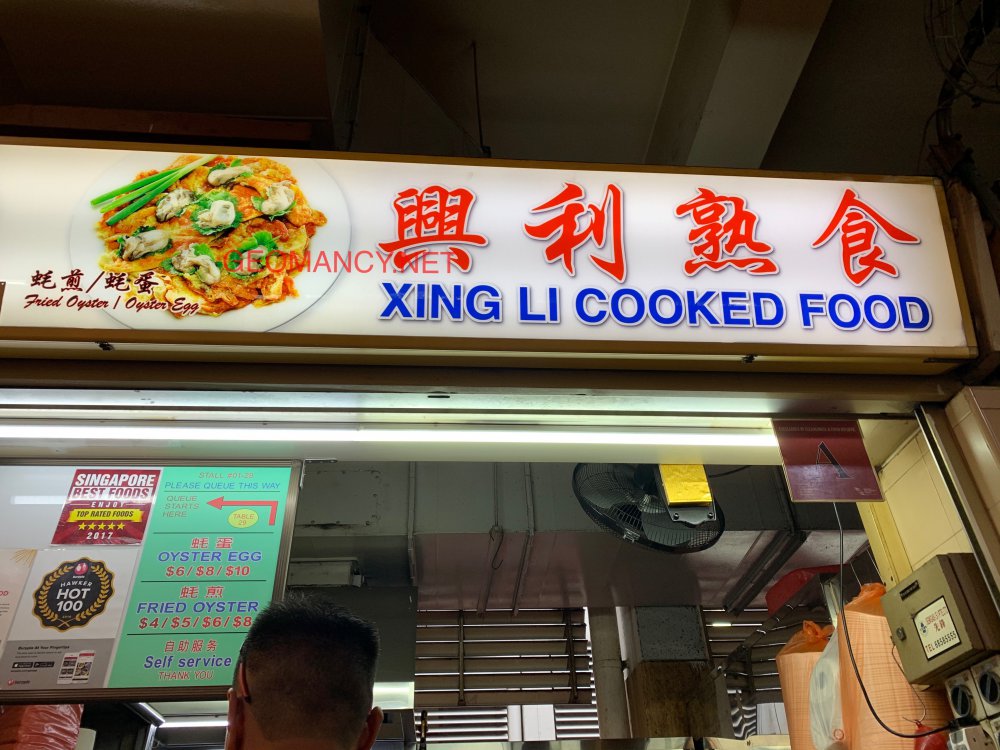 興利熟食
XING LI COOKED FOOD
GEOMANCY.NET
蚝煎/蚝蛋
Fried Oyster / Oyster Egg
A
SINGAPORE
BEST FOODS
ENJOY
TOP RATED FOODS
★★★★★
2017
HAWKER
HOT
100
STALL #01-28
PLEASE QUEUE THIS WAY
QUEUE
STARTS
HERE
TABLE
29
蚝蛋
OYSTER EGG
$6/$8/$10
蚝煎
FRIED OYSTER
$4/$5/$6/$8
自助服务
Self service
THANK YOU